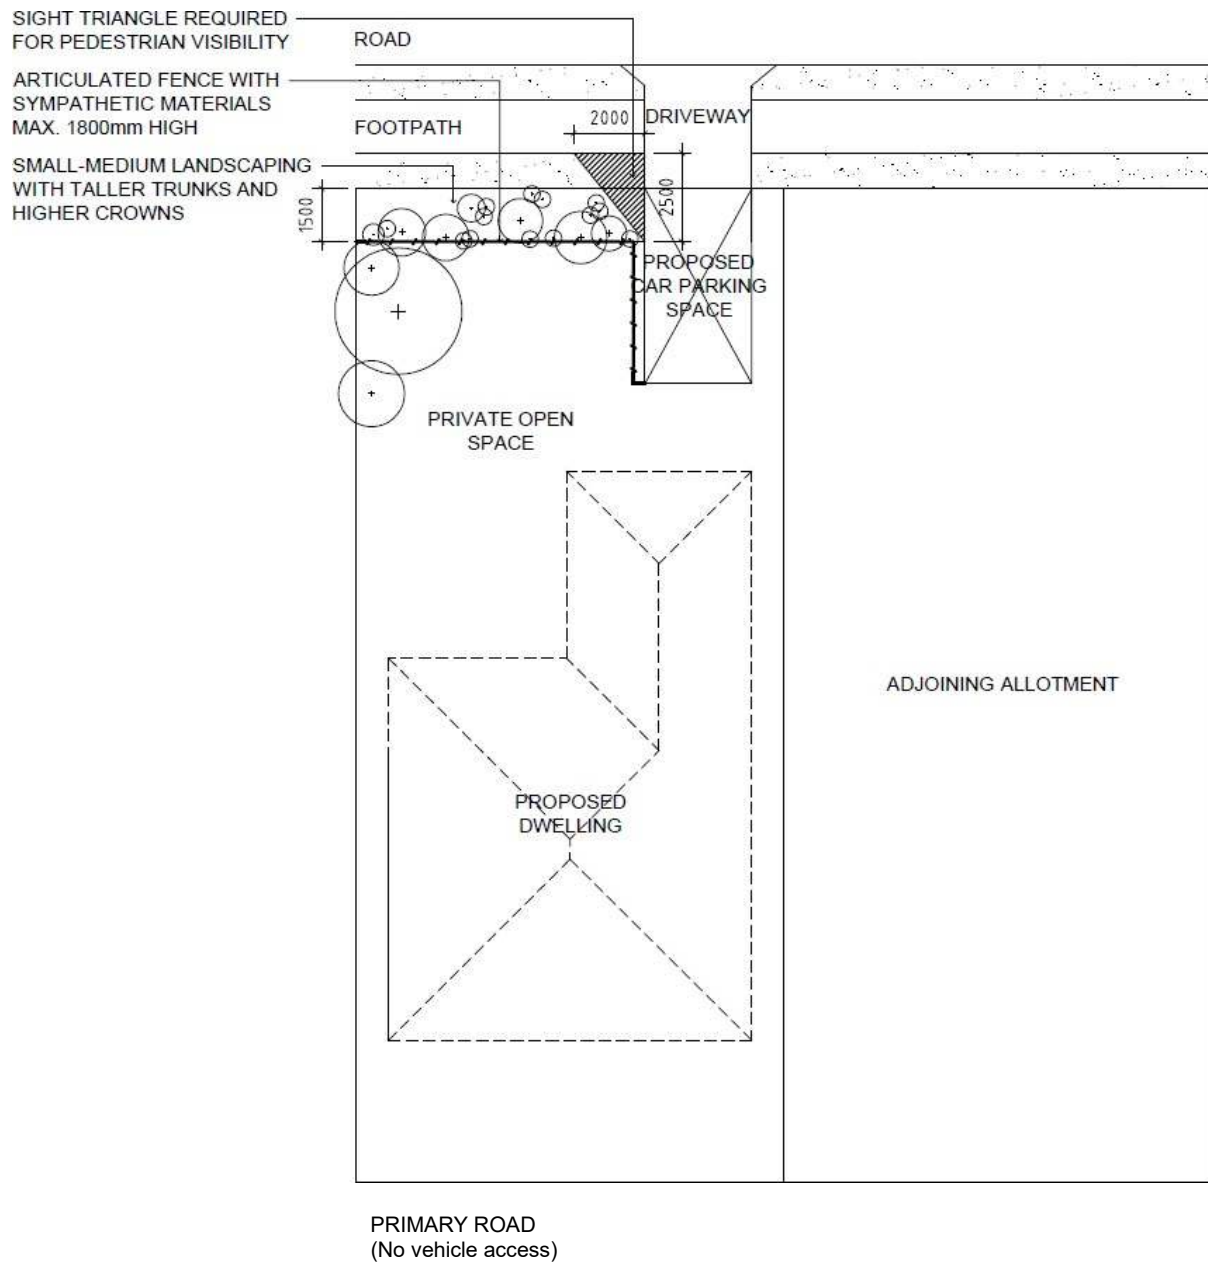 SIGHT TRIANGLE REQUIRED
FOR PEDESTRIAN VISIBILITY
ROAD
ARTICULATED FENCE WITH
SYMPATHETIC MATERIALS
MAX. 1800mm HIGH
FOOTPATH
2000
DRIVEWAY
SMALL-MEDIUM LANDSCAPING
WITH TALLER TRUNKS AND
HIGHER CROWNS
1500
2500
PROPOSED
CAR PARKING
SPACE
PRIVATE OPEN
SPACE
ADJOINING ALLOTMENT
PROPOSED
DWELLING
PRIMARY ROAD
(No vehicle access)